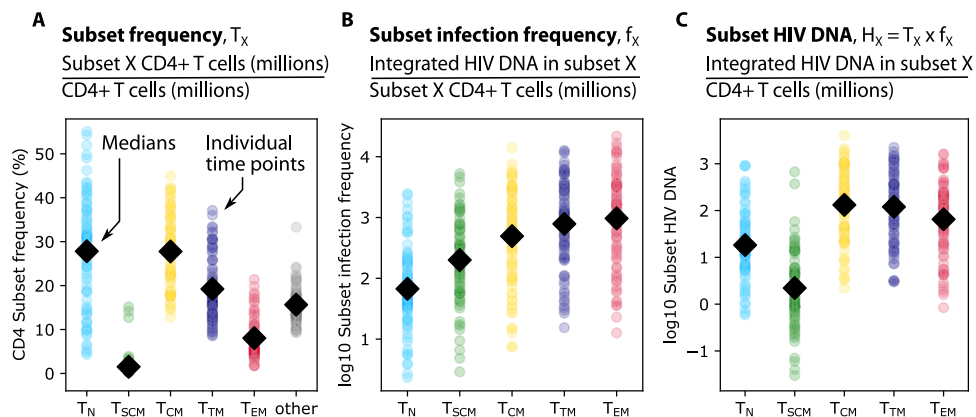 A
Subset frequency, T_X
Subset X CD4+ T cells (millions)
CD4+ T cells (millions)
CD4 Subset frequency (%)
50
40
30
20
10
0
Medians
Individual
time points
T_N T_SCM T_CM T_TM T_EM other
B
Subset infection frequency, f_X
Integrated HIV DNA in subset X
Subset X CD4+ T cells (millions)
log10 Subset infection frequency
4
3
2
1
T_N T_SCM T_CM T_TM T_EM
C
Subset HIV DNA, H_X = T_X x f_X
Integrated HIV DNA in subset X
CD4+ T cells (millions)
log10 Subset HIV DNA
3
2
1
0
−1
T_N T_SCM T_CM T_TM T_EM